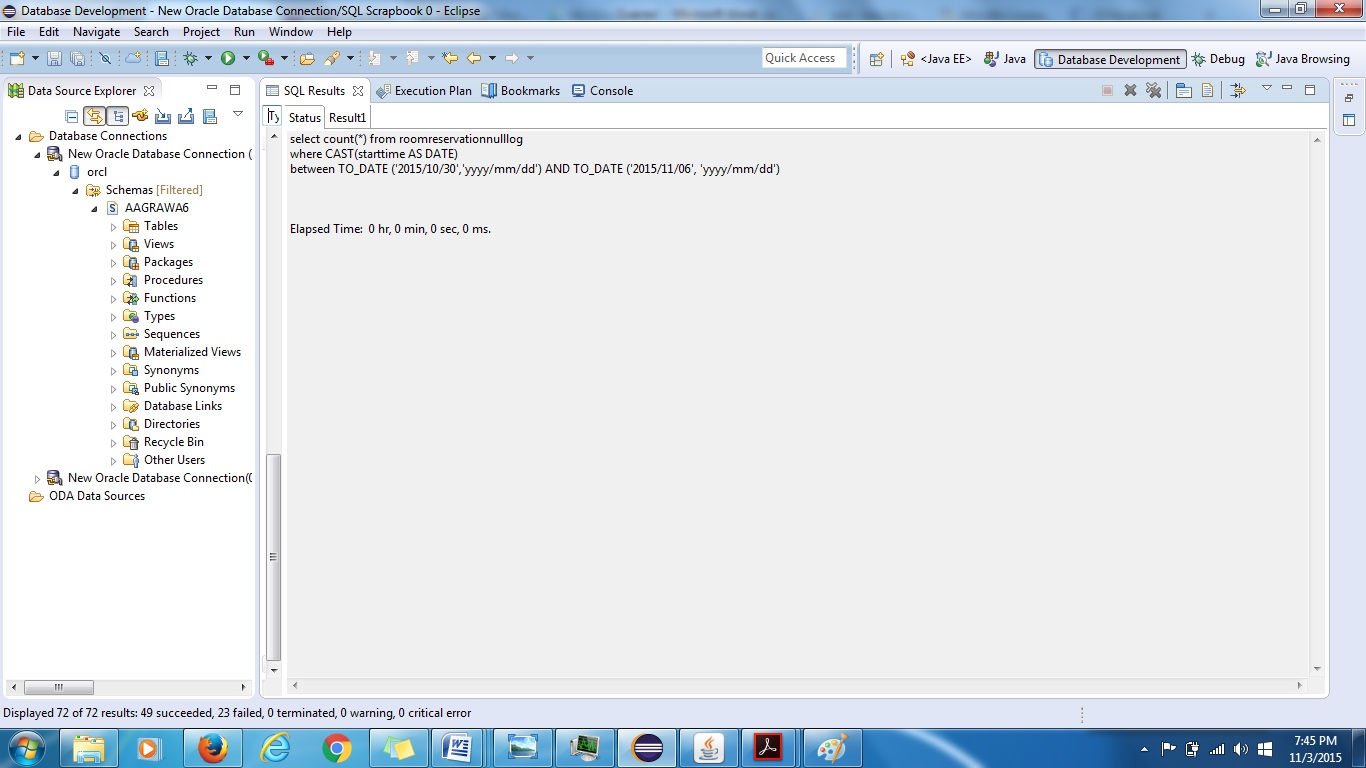 Database Development - New Oracle Database Connection/SQL Scrapbook 0 - Eclipse
File Edit Navigate Search Project Run Window Help
Quick Access
<Java EE> Java Database Development Debug Java Browsing
Data Source Explorer
SQL Results Execution Plan Bookmarks Console
Status Result1
Database Connections
New Oracle Database Connection (
orcl
Schemas [Filtered]
AAGRAWA6
Tables
Views
Packages
Procedures
Functions
Types
Sequences
Materialized Views
Synonyms
Public Synonyms
Database Links
Directories
Recycle Bin
Other Users
New Oracle Database Connection(
ODA Data Sources
select count(*) from roomreservationnulllog
where CAST(starttime AS DATE)
between TO_DATE ('2015/10/30','yyyy/mm/dd') AND TO_DATE ('2015/11/06', 'yyyy/mm/dd')
Elapsed Time: 0 hr, 0 min, 0 sec, 0 ms.
Displayed 72 of 72 results: 49 succeeded, 23 failed, 0 terminated, 0 warning, 0 critical error
7:45 PM
11/3/2015